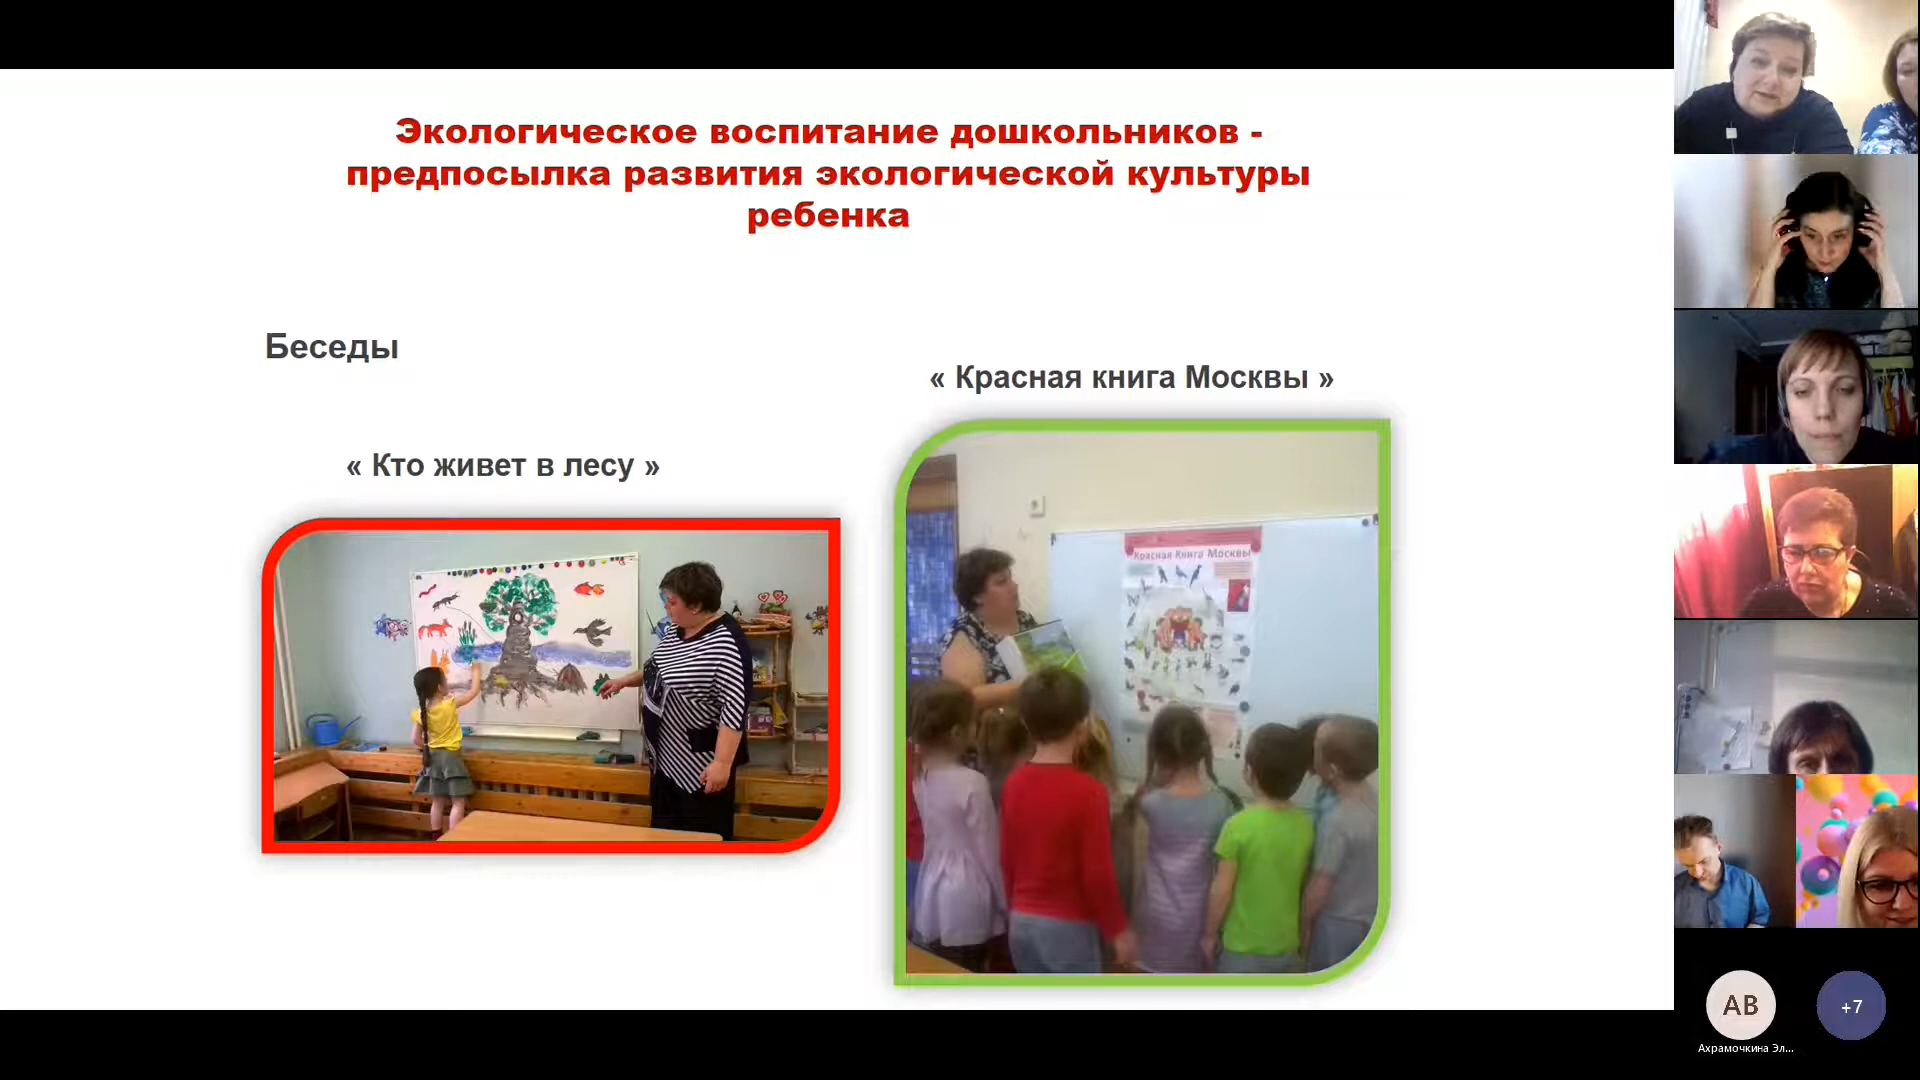 Экологическое воспитание дошкольников -
предпосылка развития экологической культуры
ребенка
Беседы
« Красная книга Москвы »
« Кто живет в лесу »
Красная Книга Москвы
АВ
Ахрамочкина Эл...
+7